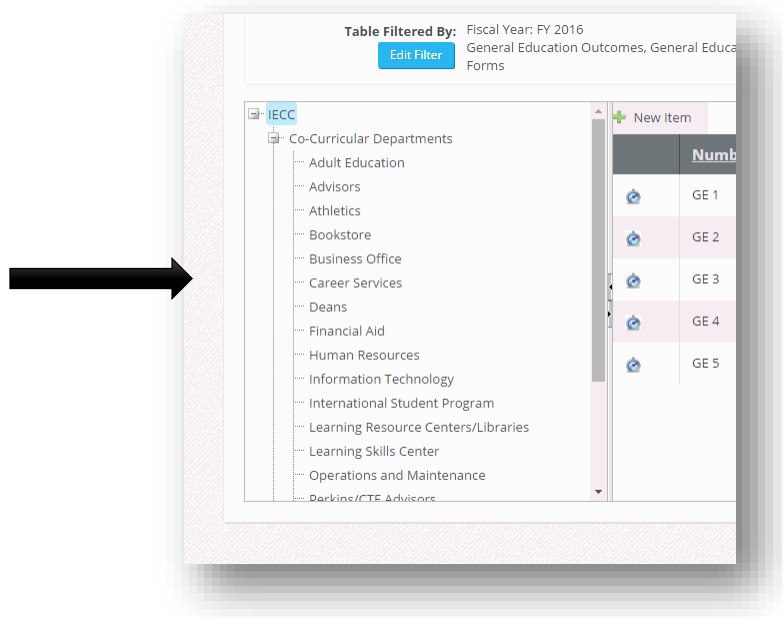 Table Filtered By: Fiscal Year: FY 2016
Edit Filter General Education Outcomes, General Educa
Forms
IECC
Co-Curricular Departments
Adult Education
Advisors
Athletics
Bookstore
Business Office
Career Services
Deans
Financial Aid
Human Resources
Information Technology
International Student Program
Learning Resource Centers/Libraries
Learning Skills Center
Operations and Maintenance
Perkins/CTE Advisors
New Item
Numb
GE 1
GE 2
GE 3
GE 4
GE 5